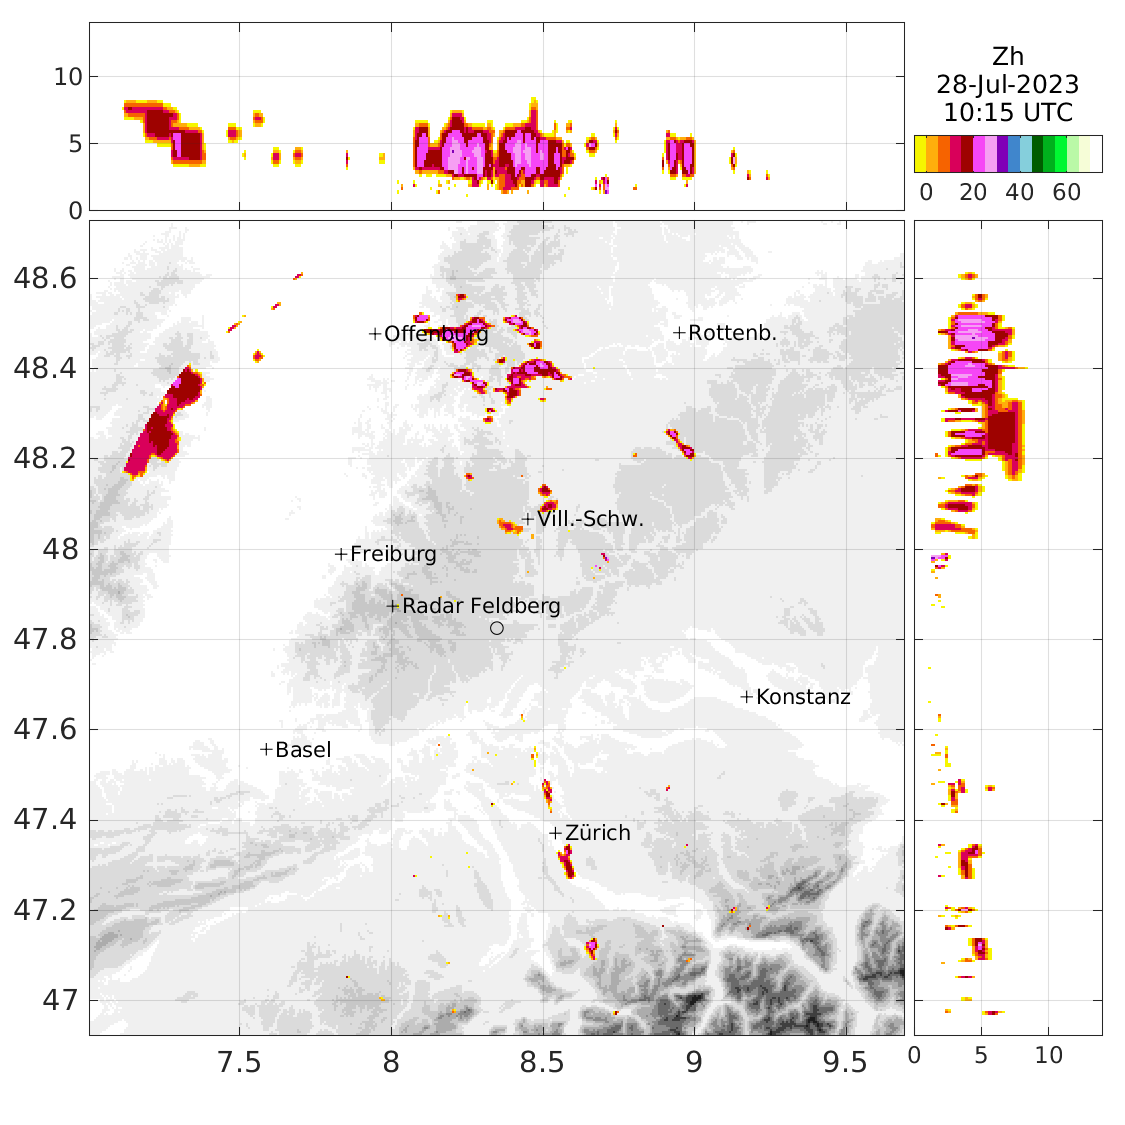 Zh
28-Jul-2023
10:15 UTC
0 20 40 60
10
5
0
48.6
48.4
48.2
48
47.8
47.6
47.4
47.2
47
Offenburg
Rottenb.
Vill.-Schw.
Freiburg
Radar Feldberg
Konstanz
Basel
Zürich
7.5 8 8.5 9 9.5
0 5 10